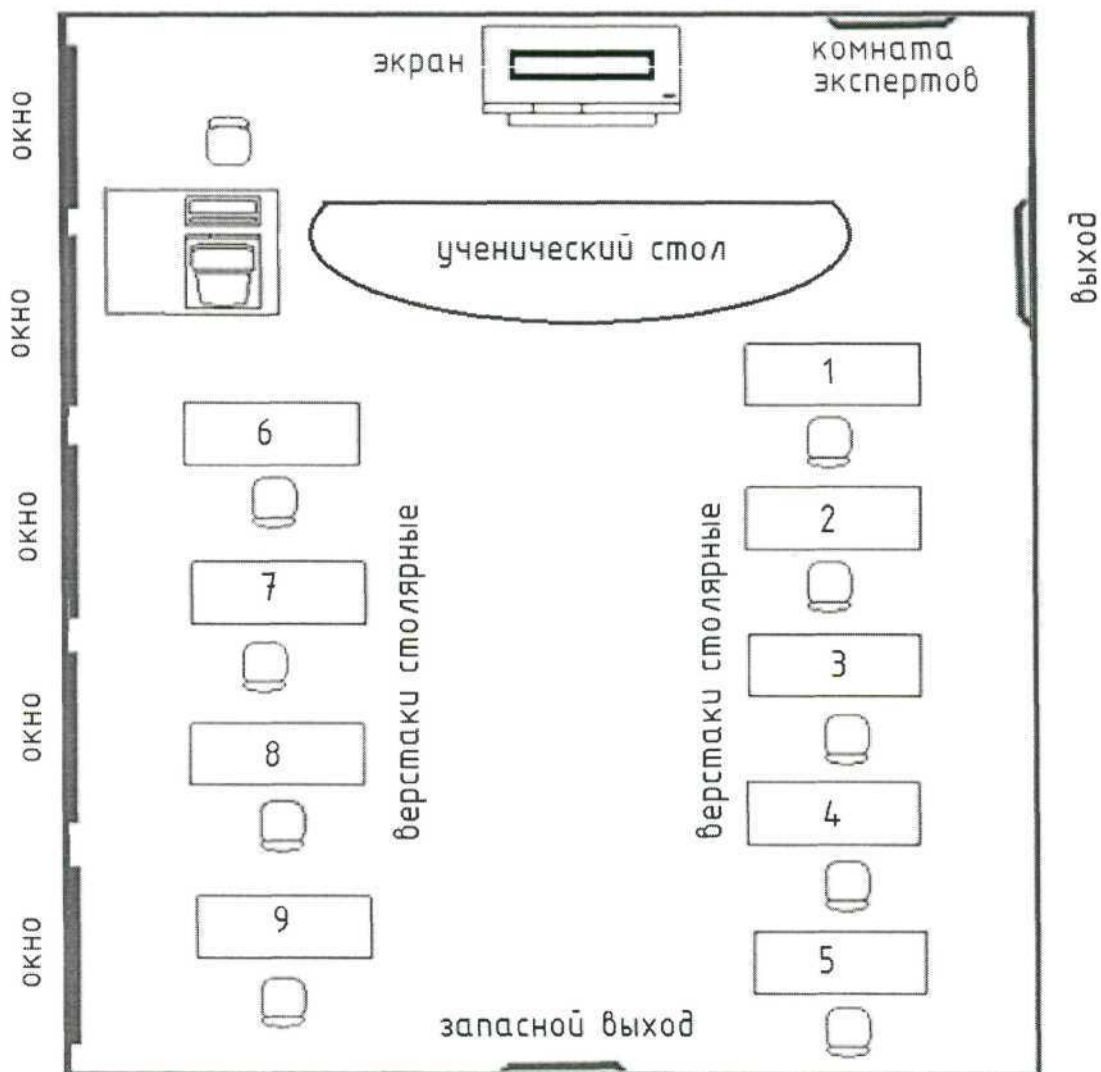 экран
комната
экспертов
окно
ученический стол
выход
окно
1
6
окно
верстаки столярные
верстаки столярные
2
7
3
окно
8
4
окно
9
5
запасной выход